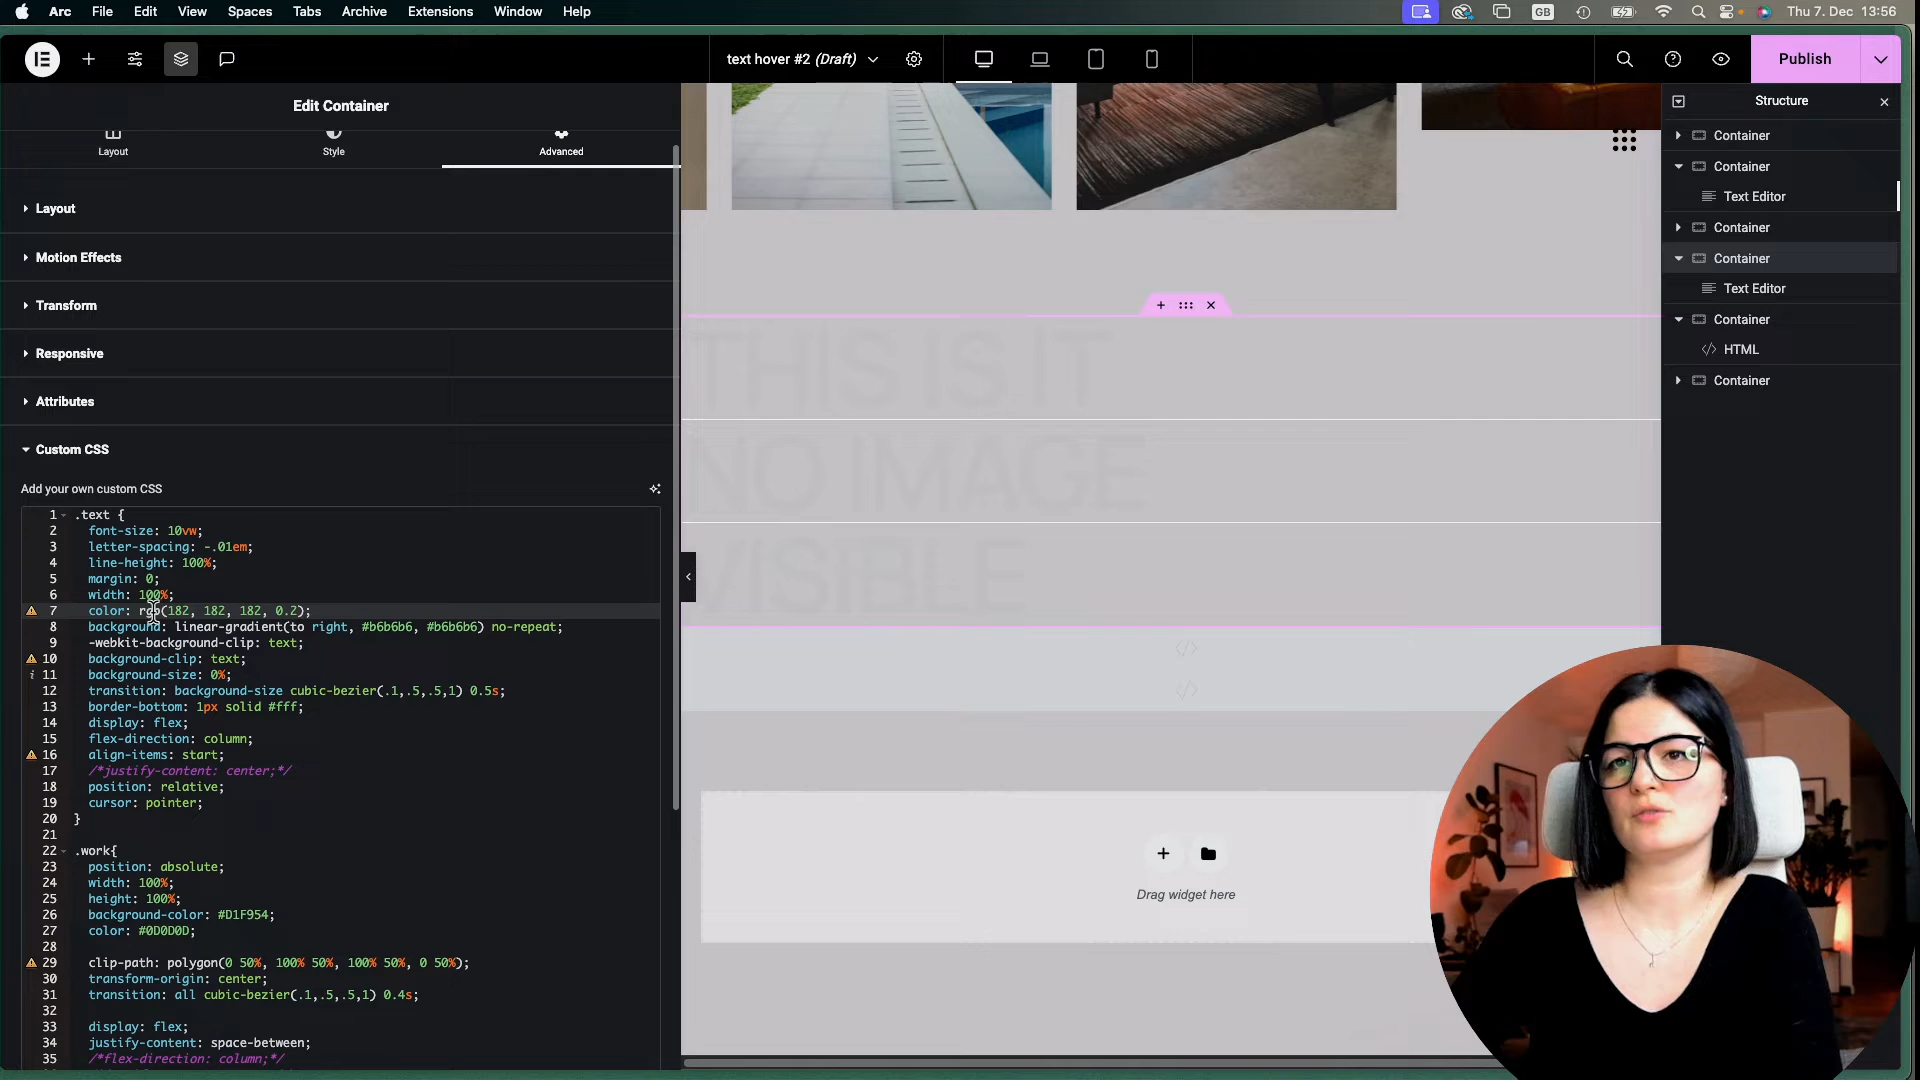 Arc File Edit View Spaces Tabs Archive Extensions Window Help GB Thu 7. Dec 13:56
text hover #2 (Draft) Publish
Edit Container
Layout Style Advanced
Layout
Motion Effects
Transform
Responsive
Attributes
Custom CSS
Add your own custom CSS
1 .text {
2 font-size: 10vw;
3 letter-spacing: -.01em;
4 line-height: 100%;
5 margin: 0;
6 width: 100%;
7 color: rgb(182, 182, 182, 0.2);
8 background: linear-gradient(to right, #b6b6b6, #b6b6b6) no-repeat;
9 -webkit-background-clip: text;
10 background-clip: text;
11 background-size: 0%;
12 transition: background-size cubic-bezier(.1,.5,.5,1) 0.5s;
13 border-bottom: 1px solid #fff;
14 display: flex;
15 flex-direction: column;
16 align-items: start;
17 /*justify-content: center;*/
18 position: relative;
19 cursor: pointer;
20 }
21
22 .work{
23 position: absolute;
24 width: 100%;
25 height: 100%;
26 background-color: #D1F954;
27 color: #0D0D0D;
28
29 clip-path: polygon(0 50%, 100% 50%, 100% 50%, 0 50%);
30 transform-origin: center;
31 transition: all cubic-bezier(.1,.5,.5,1) 0.4s;
32
33 display: flex;
34 justify-content: space-between;
35 /*flex-direction: column;*/
THIS IS IT
NO IMAGE
VISIBLE
Drag widget here
Structure
Container
Container
Text Editor
Container
Container
Text Editor
Container
HTML
Container